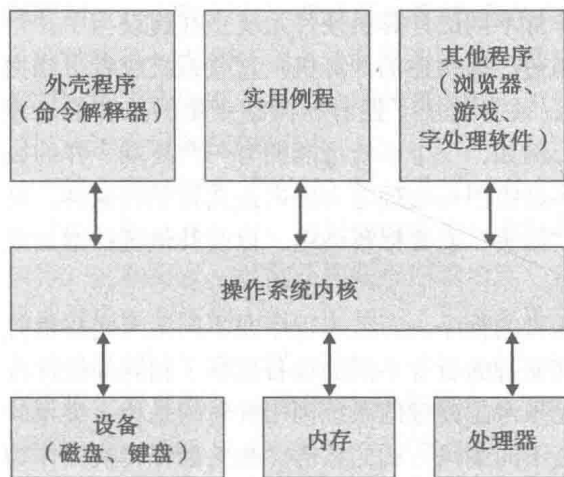 外壳程序
（命令解释器）
实用例程
其他程序
（浏览器、
游戏、
字处理软件）
操作系统内核
设备
（磁盘、键盘）
内存
处理器